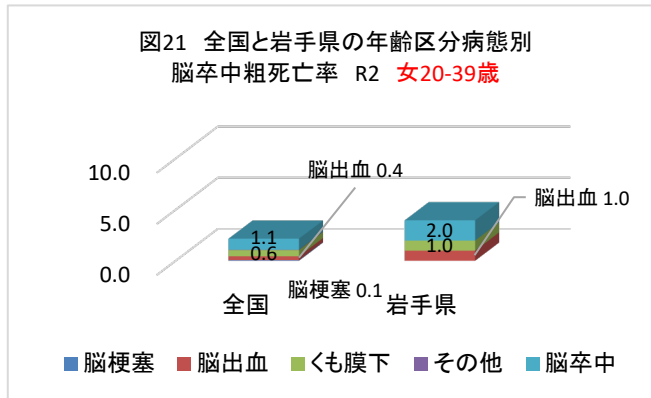 図21 全国と岩手県の年齢区分病態別
脳卒中粗死亡率 R2 女20-39歳
10.0
5.0
0.0
脳出血 0.4
脳出血 1.0
1.1
0.6
2.0
1.0
脳梗塞 0.1
全国
岩手県
脳梗塞 脳出血 くも膜下 その他 脳卒中